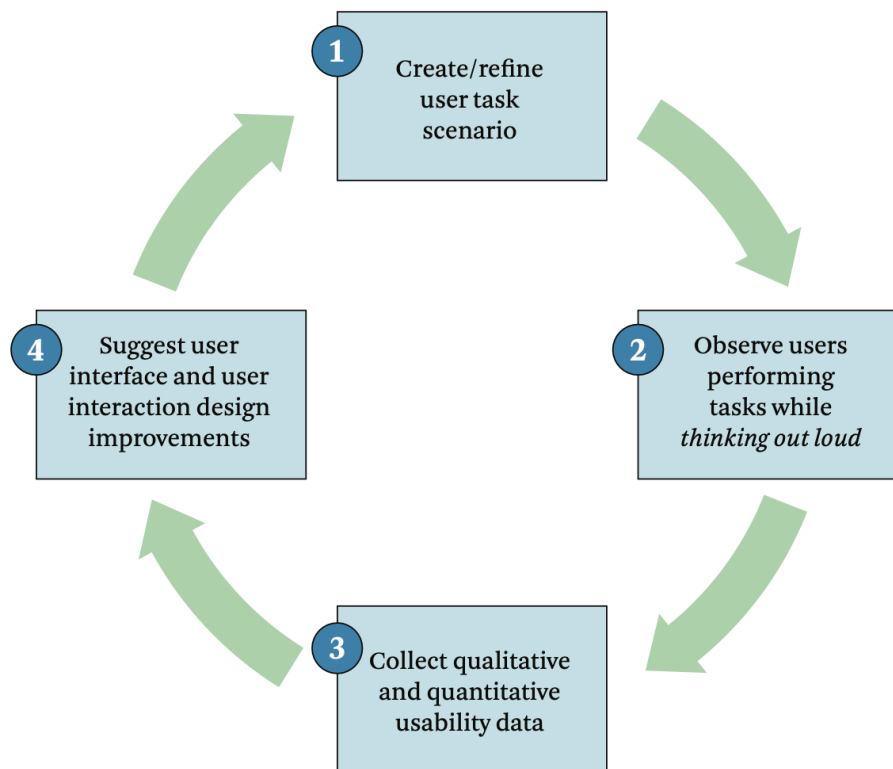 1
Create/refine
user task
scenario
2
Observe users
performing
tasks while
thinking out loud
3
Collect qualitative
and quantitative
usability data
4
Suggest user
interface and user
interaction design
improvements